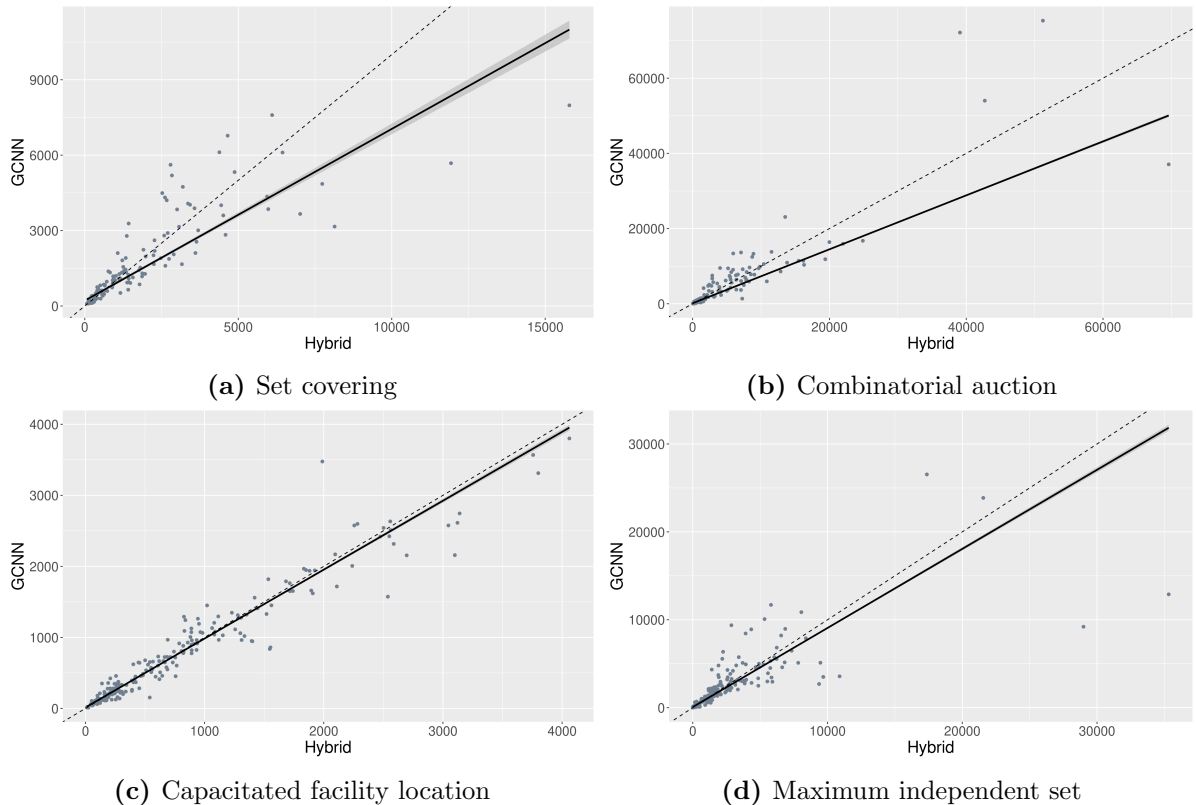 9000
6000
3000
0
GCNN
0 5000 10000 15000
Hybrid
(a) Set covering
60000
40000
20000
0
GCNN
0 20000 40000 60000
Hybrid
(b) Combinatorial auction
4000
3000
2000
1000
0
GCNN
0 1000 2000 3000 4000
Hybrid
(c) Capacitated facility location
30000
20000
10000
0
GCNN
0 10000 20000 30000
Hybrid
(d) Maximum independent set